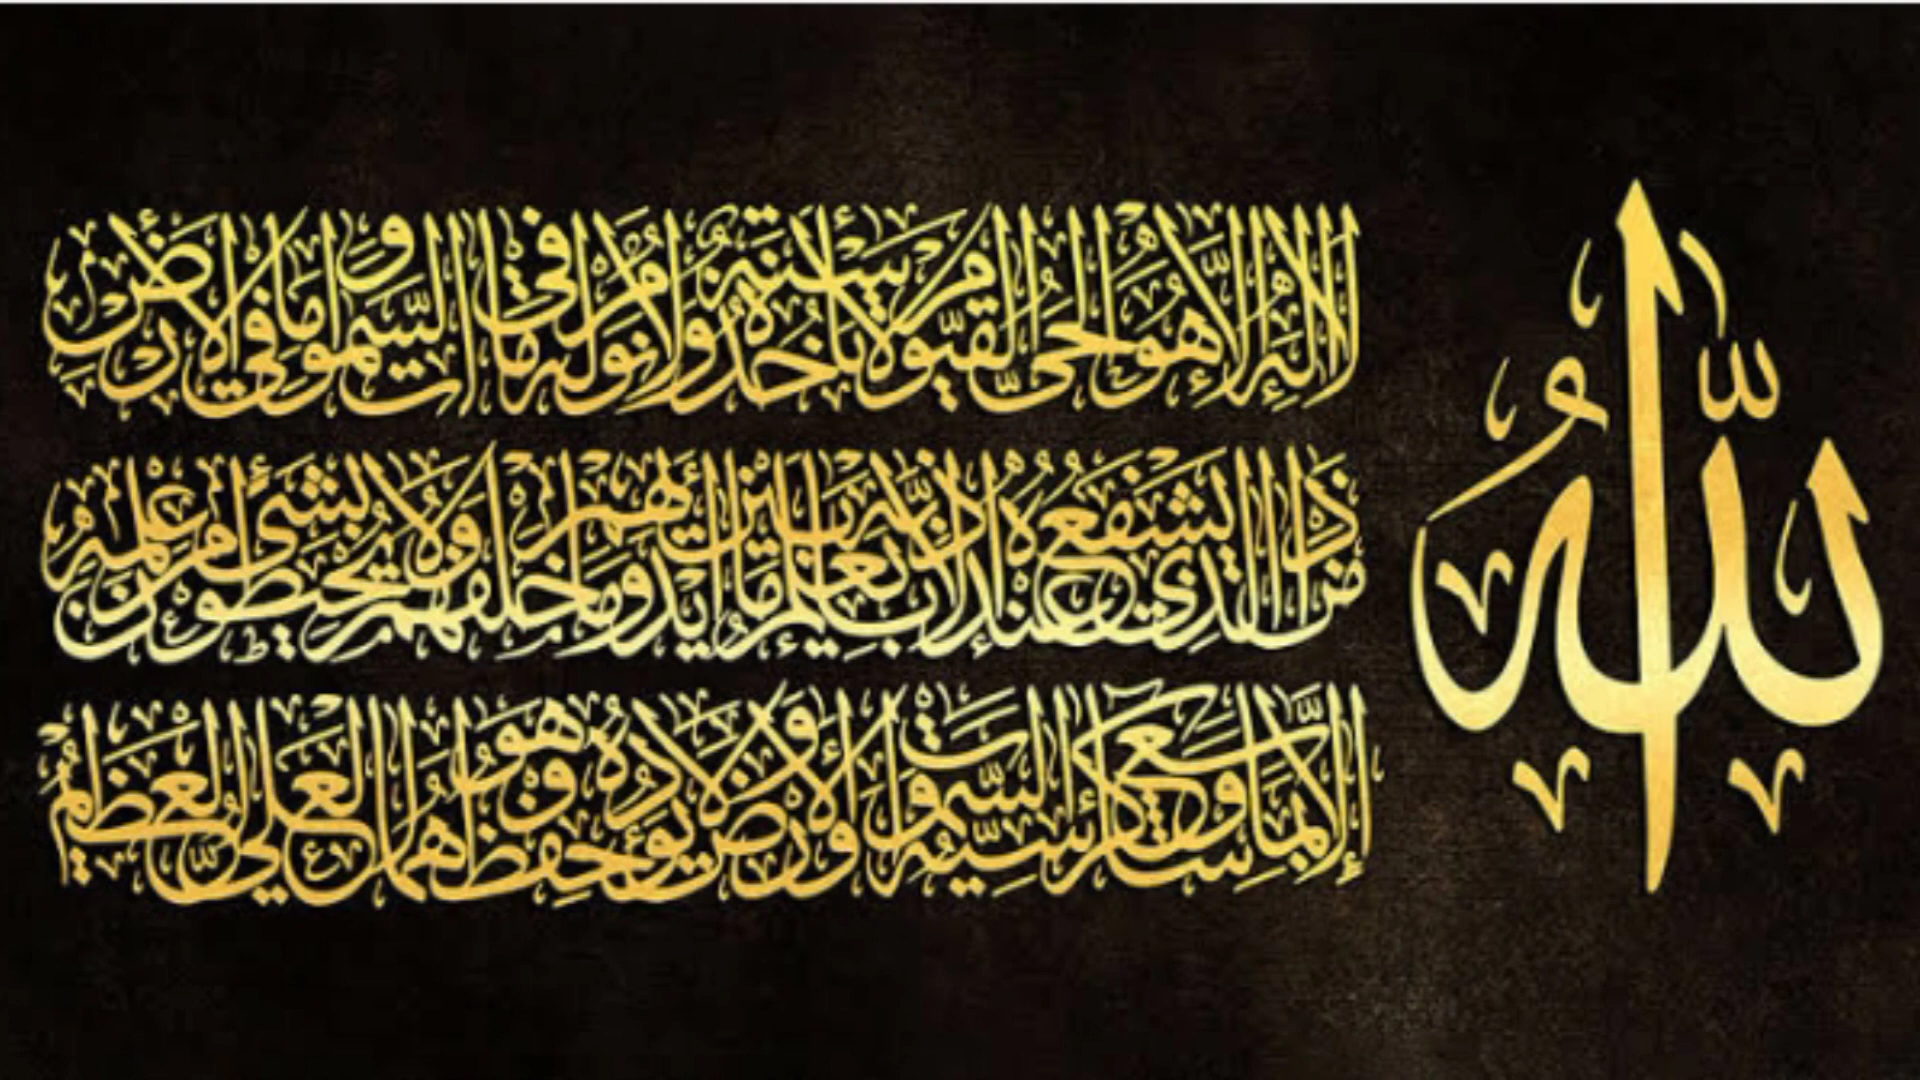 الله
لا إله إلا هو الحي القيوم لا تأخذه سنة ولا نوم له ما في السموات وما في الأرض
من ذا الذي يشفع عنده إلا بإذنه يعلم ما بين أيديهم وما خلفهم ولا يحيطون بشيء من علمه
إلا بما شاء وسع كرسيه السموات والأرض ولا يؤده حفظهما وهو العلي العظيم